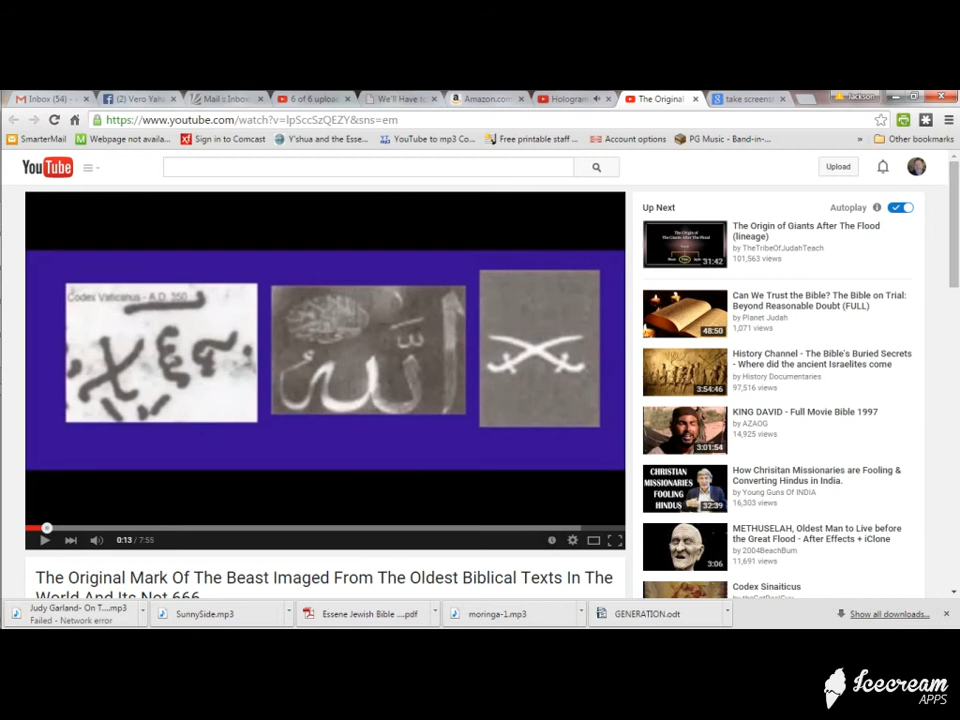 Inbox (54) -
(2) Vero Yah
Mail :: Inbox
6 of 6 upload
We'll Have to
Amazon.com
Hologram
The Original
take screens
Jackson
https://www.youtube.com/watch?v=lpSccSzQEZY&sns=em
SmarterMail
Webpage not availa...
Sign in to Comcast
Y'shua and the Esse...
YouTube to mp3 Co...
Free printable staff ...
Account options
PG Music - Band-in-...
»
Other bookmarks
YouTube
Upload
Codex Vaticanus - A.D. 350
الله
0:13 / 7:55
The Original Mark Of The Beast Imaged From The Oldest Biblical Texts In The
World And Its Not 666
Up Next
Autoplay
The Origin of Giants After The Flood
(lineage)
by TheTribeOfJudahTeach
101,563 views
31:42
Can We Trust the Bible? The Bible on Trial:
Beyond Reasonable Doubt (FULL)
by Planet Judah
1,071 views
48:50
History Channel - The Bible's Buried Secrets
- Where did the ancient Israelites come
by History Documentaries
97,516 views
3:54:46
KING DAVID - Full Movie Bible 1997
by AZAOG
14,925 views
3:01:54
CHRISTIAN
MISSIONARIES
FOOLING
HINDUS
32:39
How Chrisitan Missionaries are Fooling &
Converting Hindus in India.
by Young Guns Of INDIA
16,303 views
METHUSELAH, Oldest Man to Live before
the Great Flood - After Effects + iClone
by 2004BeachBum
11,691 views
3:06
Codex Sinaiticus
Judy Garland- On T....mp3
Failed - Network error
SunnySide.mp3
Essene Jewish Bible ....pdf
moringa-1.mp3
GENERATION.odt
Show all downloads...
Icecream
APPS